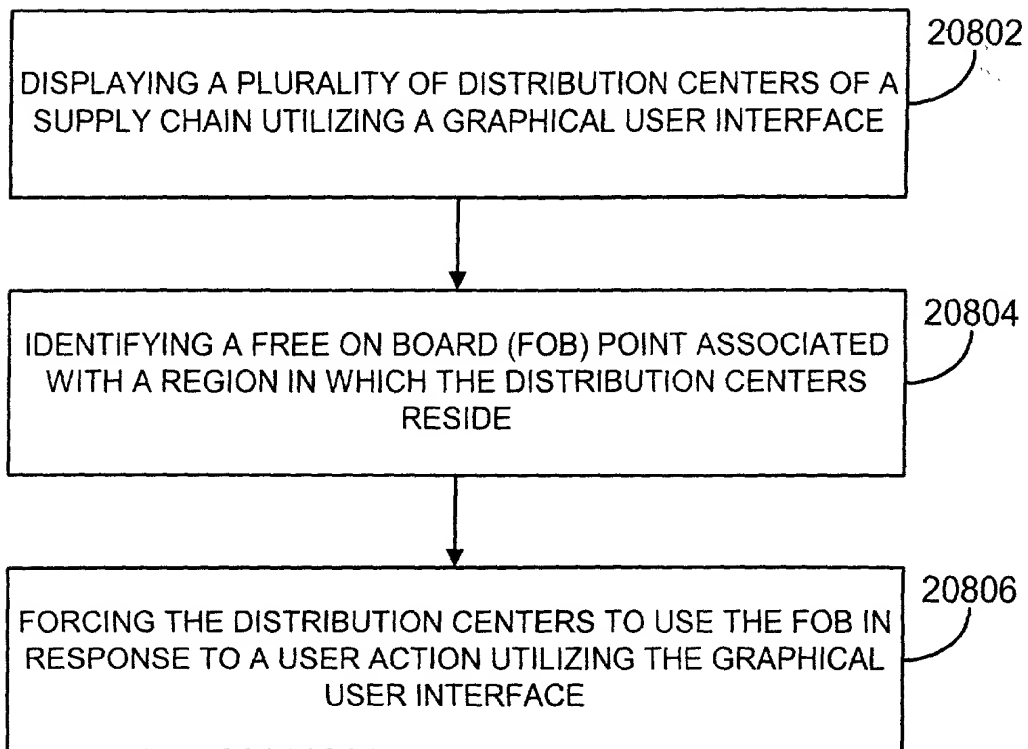 20802
DISPLAYING A PLURALITY OF DISTRIBUTION CENTERS OF A
SUPPLY CHAIN UTILIZING A GRAPHICAL USER INTERFACE
20804
IDENTIFYING A FREE ON BOARD (FOB) POINT ASSOCIATED
WITH A REGION IN WHICH THE DISTRIBUTION CENTERS
RESIDE
20806
FORCING THE DISTRIBUTION CENTERS TO USE THE FOB IN
RESPONSE TO A USER ACTION UTILIZING THE GRAPHICAL
USER INTERFACE